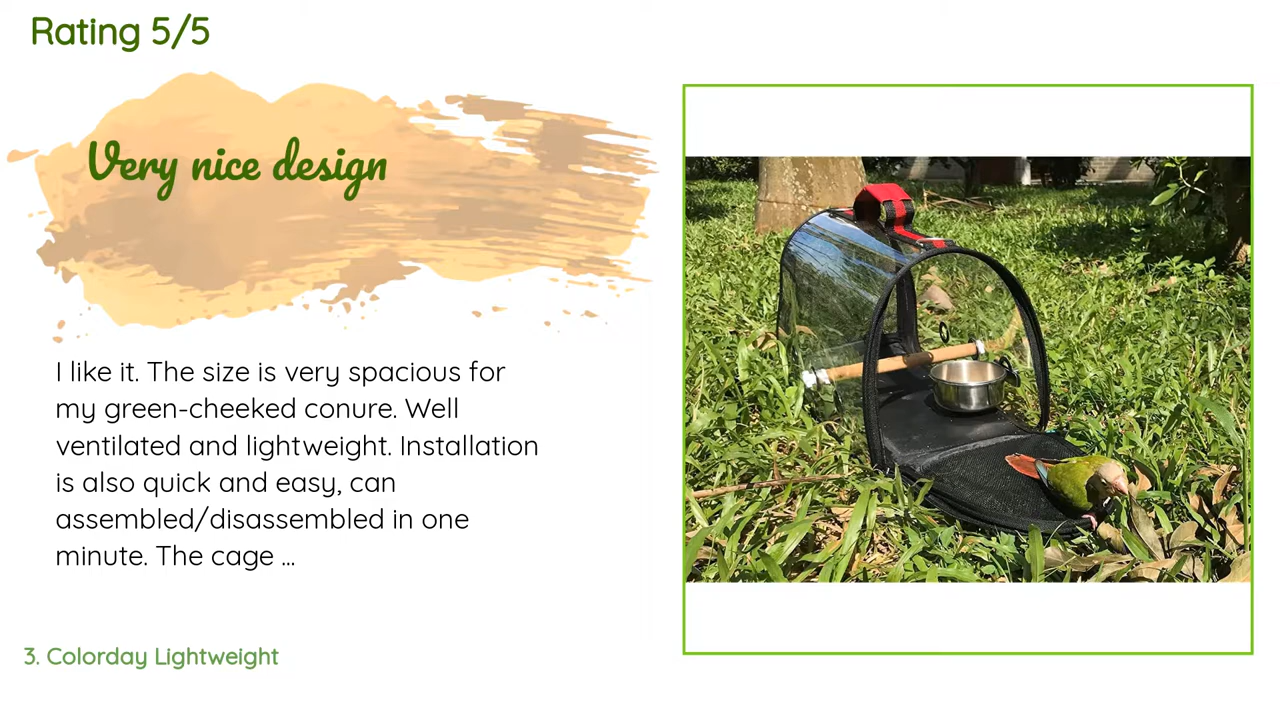 Rating 5/5
Very nice design
I like it. The size is very spacious for
my green-cheeked conure. Well
ventilated and lightweight. Installation
is also quick and easy, can
assembled/disassembled in one
minute. The cage ...
3. Colorday Lightweight